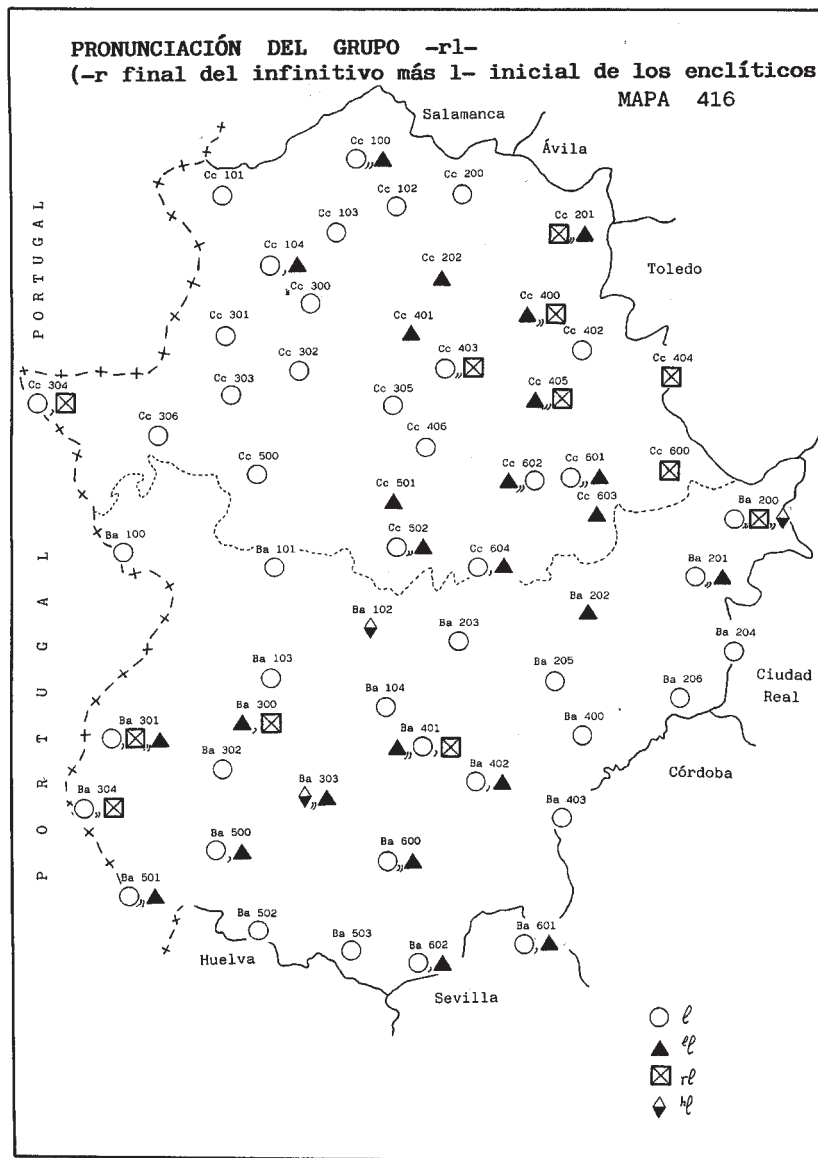 PRONUNCIACIÓN DEL GRUPO -rl-
(-r final del infinitivo más l- inicial de los enclíticos
MAPA 416
Salamanca
Ávila
Cc 100
Cc 101
Cc 102
Cc 200
Cc 103
Cc 201
PORTUGAL
Cc 104
Cc 202
Toledo
Cc 300
Cc 400
Cc 301
Cc 401
Cc 402
Cc 302
Cc 403
Cc 404
Cc 304
Cc 303
Cc 305
Cc 405
Cc 306
Cc 406
Cc 500
Cc 602
Cc 601
Cc 600
Cc 501
Cc 603
Ba 200
Ba 100
Cc 502
Ba 101
Cc 604
Ba 201
PORTUGAL
Ba 102
Ba 202
Ba 203
Ba 204
Ba 103
Ba 205
Ciudad
Real
Ba 206
Ba 104
Ba 301
Ba 300
Ba 401
Ba 400
Ba 302
Ba 402
Córdoba
Ba 304
Ba 303
Ba 403
Ba 500
Ba 600
Ba 501
Ba 502
Ba 503
Ba 602
Ba 601
Huelva
Sevilla
l
ˡl
rl
ʰl